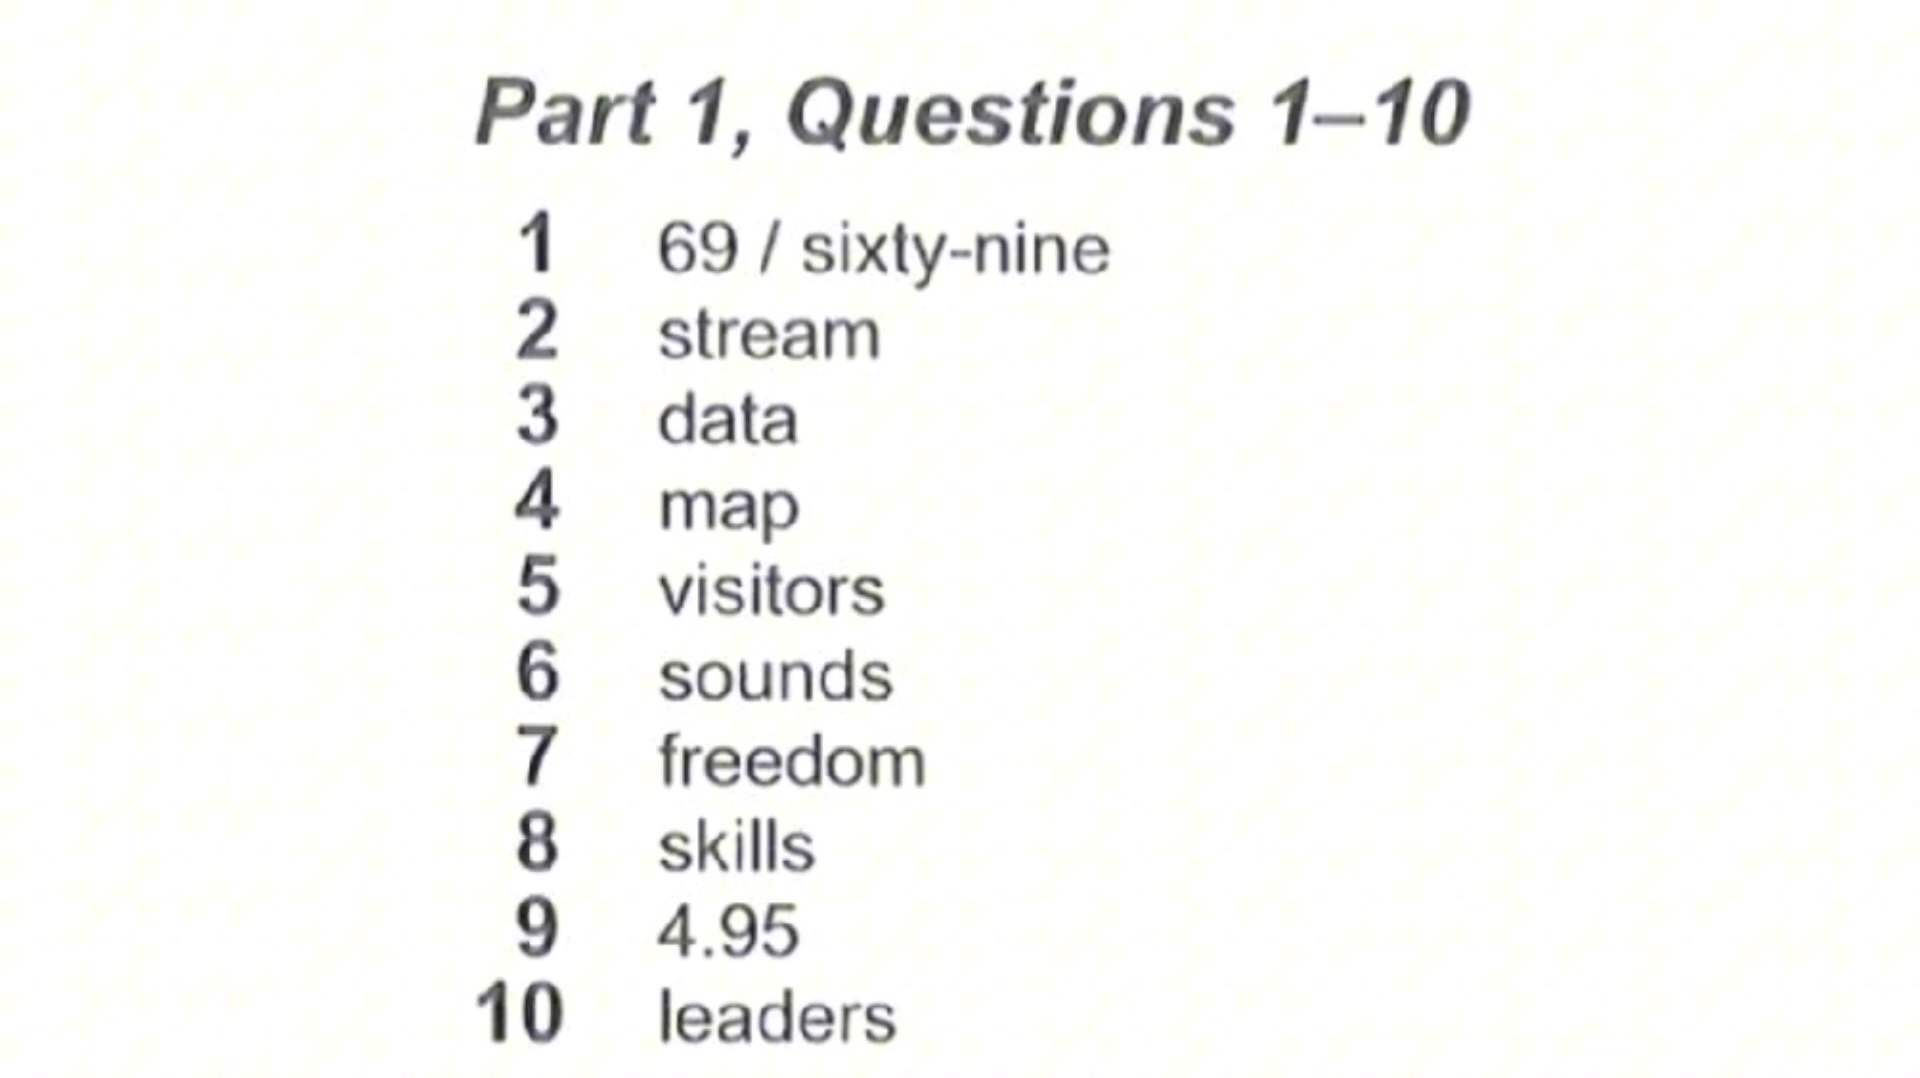 Part 1, Questions 1–10
1 69 / sixty-nine
2 stream
3 data
4 map
5 visitors
6 sounds
7 freedom
8 skills
9 4.95
10 leaders